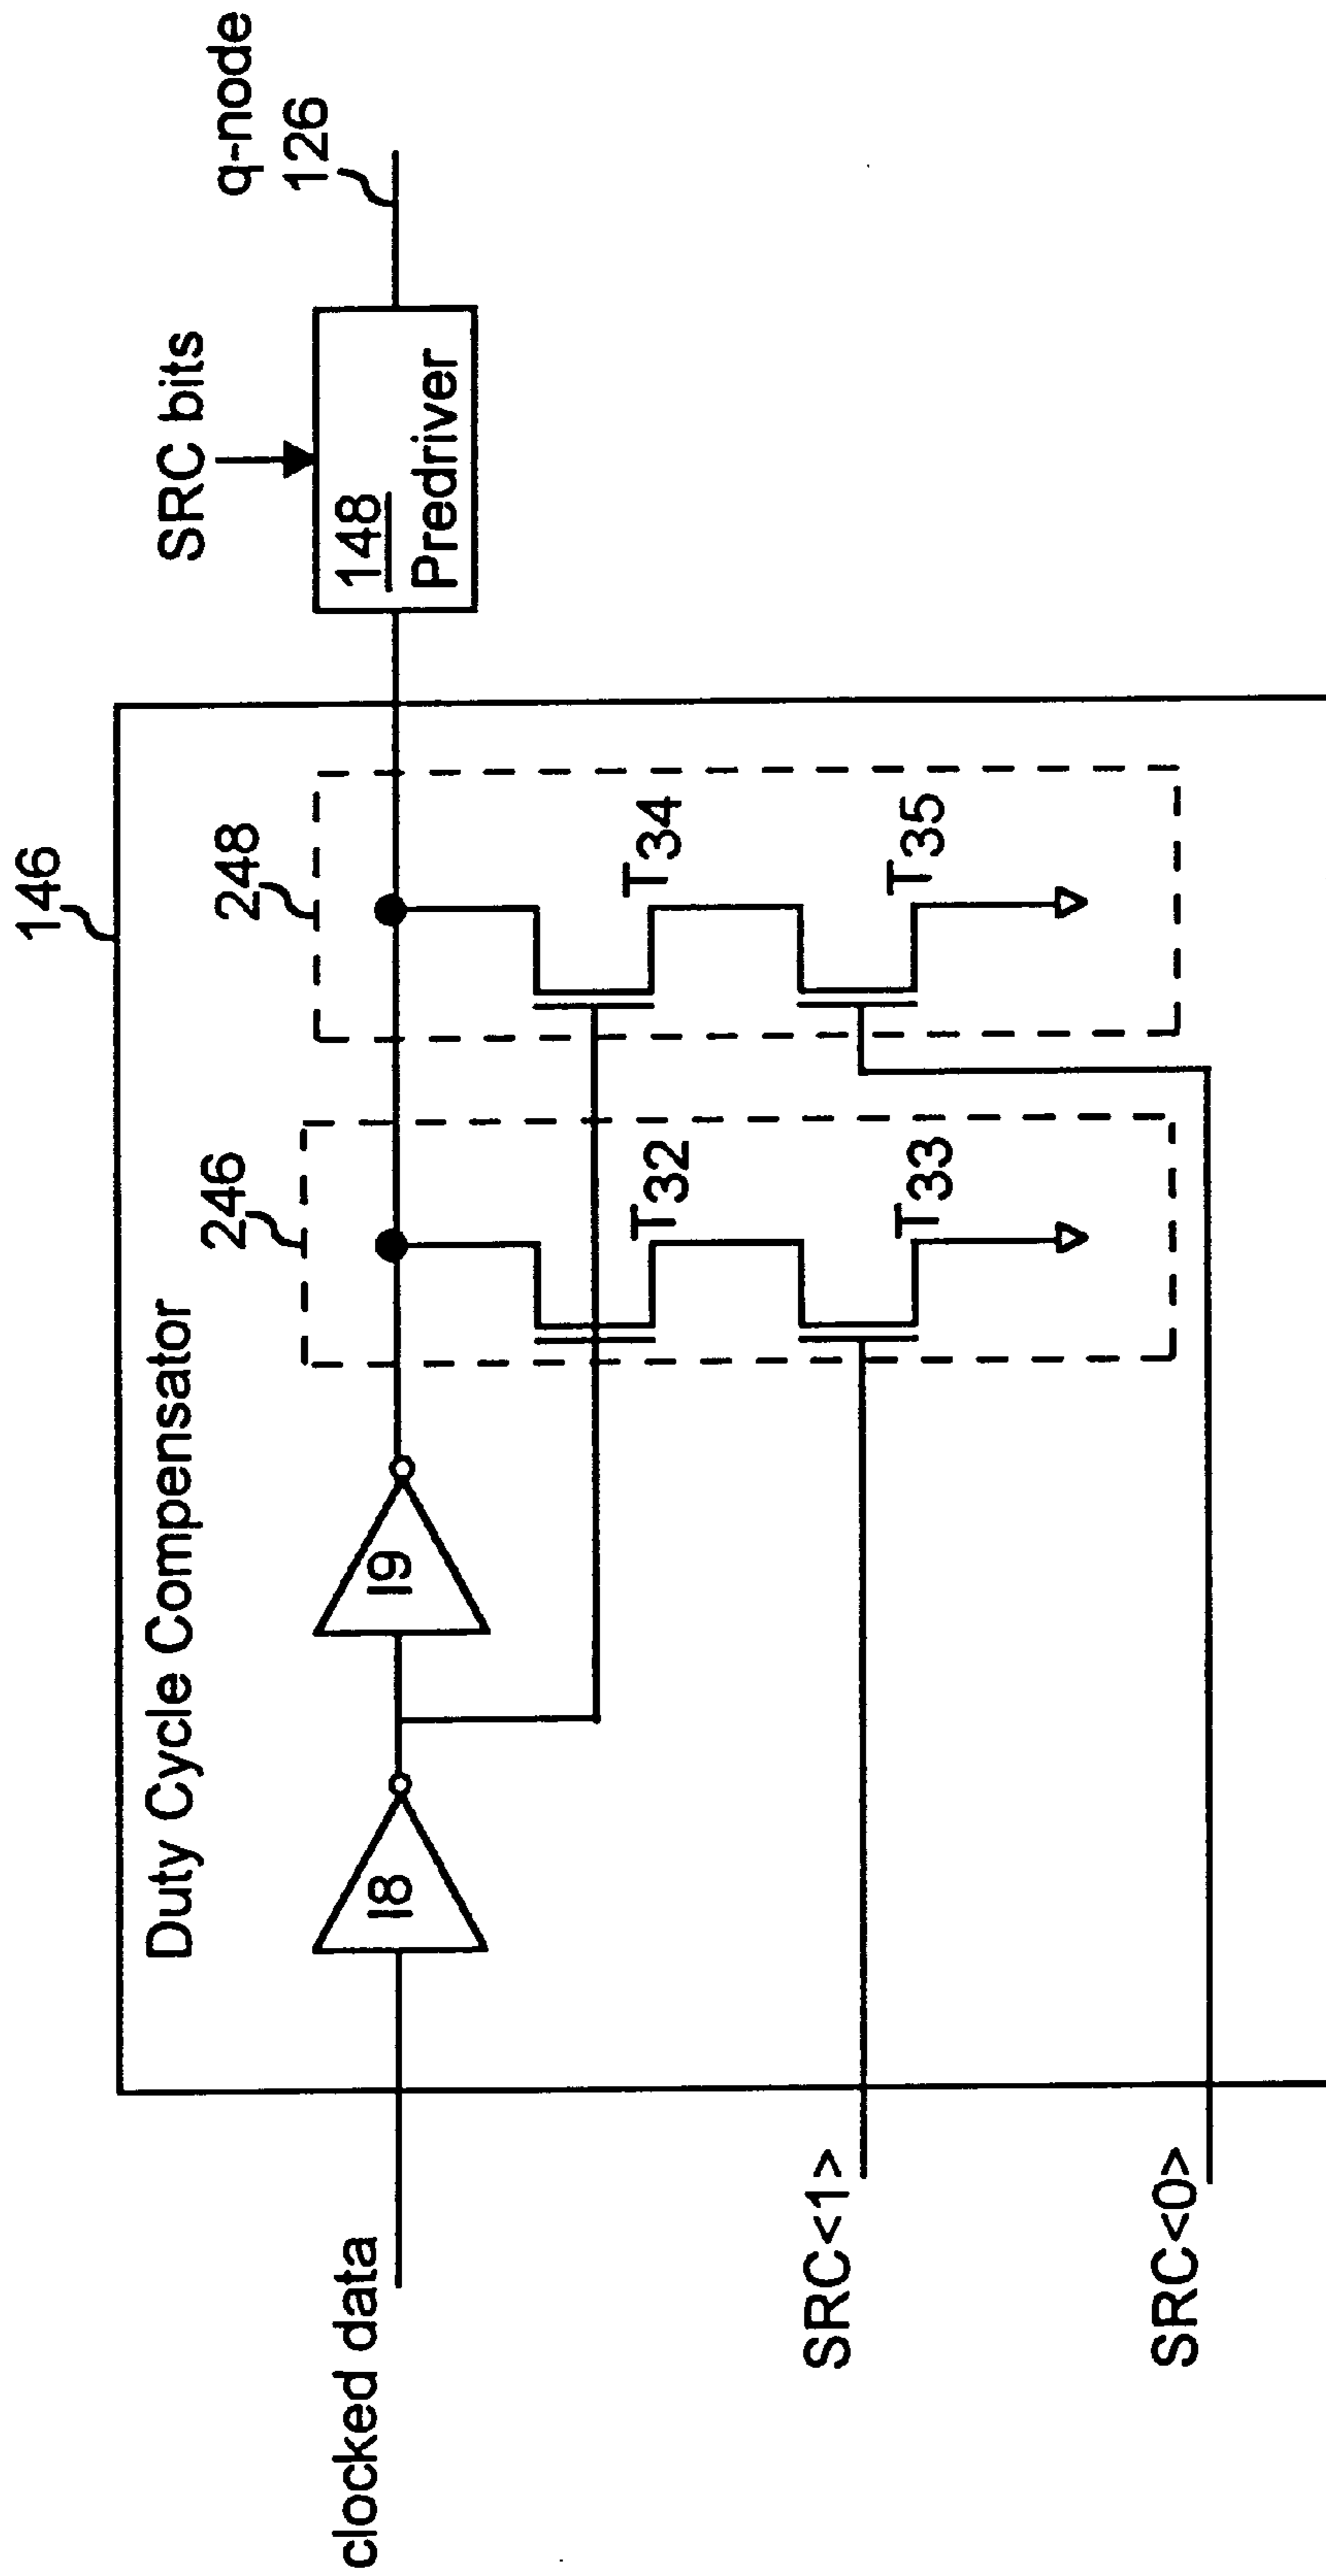 146
Duty Cycle Compensator
246
248
SRC bits
q-node
126
clocked data
I8
I9
148
Predriver
T32
T34
T33
T35
SRC<1>
SRC<0>